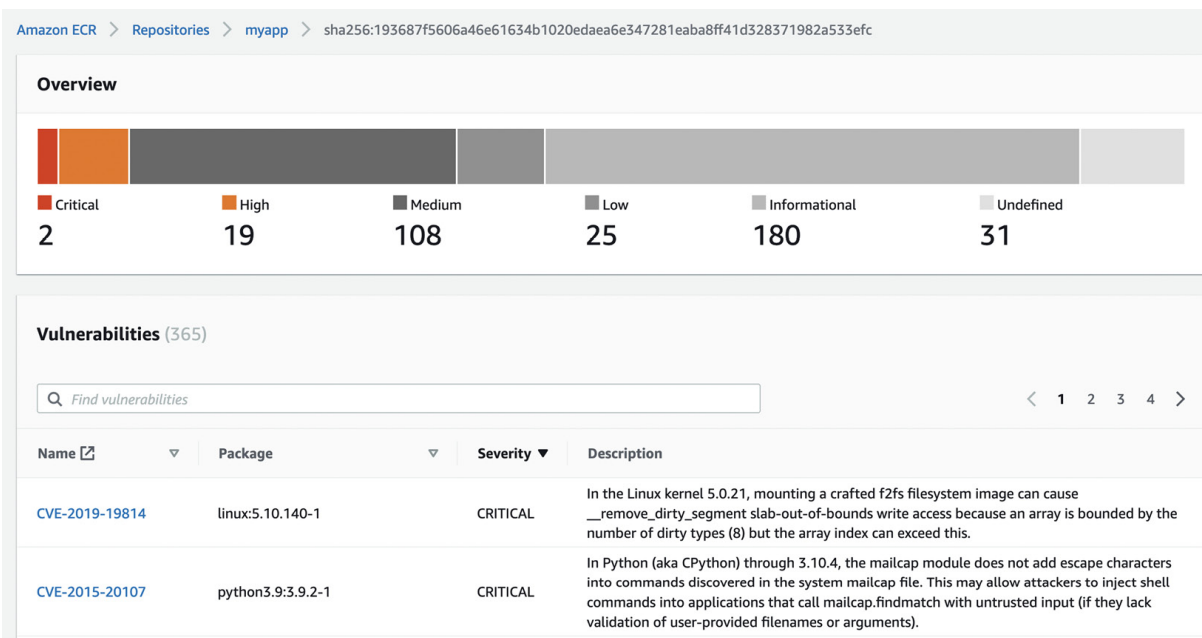 Amazon ECR > Repositories > myapp > sha256:193687f5606a46e61634b1020edaea6e347281eaba8ff41d328371982a533efc
Overview
Critical High Medium Low Informational Undefined
2 19 108 25 180 31
Vulnerabilities (365)
Find vulnerabilities < 1 2 3 4 >
Name Package Severity Description
In the Linux kernel 5.0.21, mounting a crafted f2fs filesystem image can cause
CVE-2019-19814 linux:5.10.140-1 CRITICAL __remove_dirty_segment slab-out-of-bounds write access because an array is bounded by the
number of dirty types (8) but the array index can exceed this.
In Python (aka CPython) through 3.10.4, the mailcap module does not add escape characters
into commands discovered in the system mailcap file. This may allow attackers to inject shell
CVE-2015-20107 python3.9:3.9.2-1 CRITICAL commands into applications that call mailcap.findmatch with untrusted input (if they lack
validation of user-provided filenames or arguments).